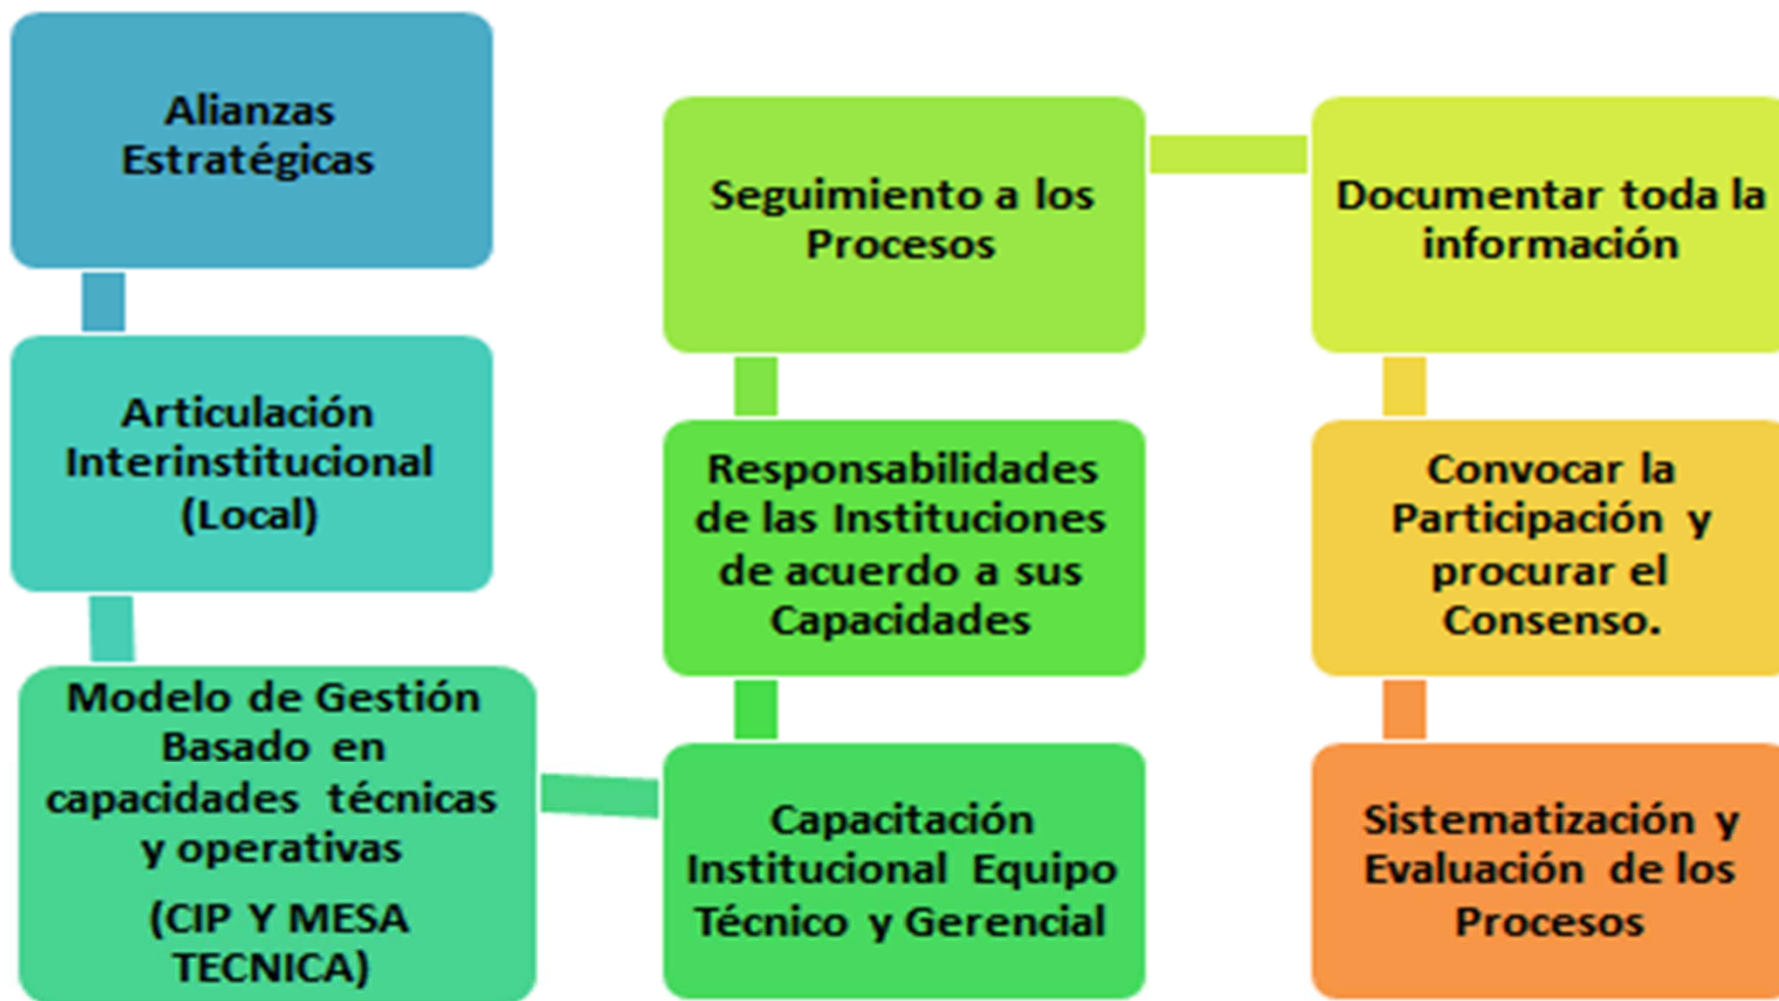 Alianzas
Estratégicas
Articulación
Interinstitucional
(Local)
Modelo de Gestión
Basado en
capacidades técnicas
y operativas
(CIP Y MESA
TECNICA)
Capacitación
Institucional Equipo
Técnico y Gerencial
Responsabilidades
de las Instituciones
de acuerdo a sus
Capacidades
Seguimiento a los
Procesos
Documentar toda la
información
Convocar la
Participación y
procurar el
Consenso.
Sistematización y
Evaluación de los
Procesos